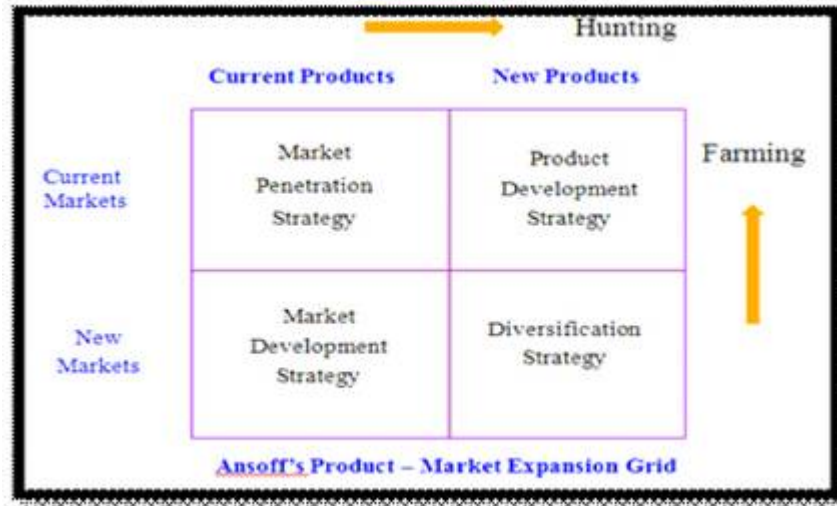 Hunting
Current Products
New Products
Current
Markets
Market
Penetration
Strategy
Product
Development
Strategy
Farming
New
Markets
Market
Development
Strategy
Diversification
Strategy
Ansoff's Product – Market Expansion Grid